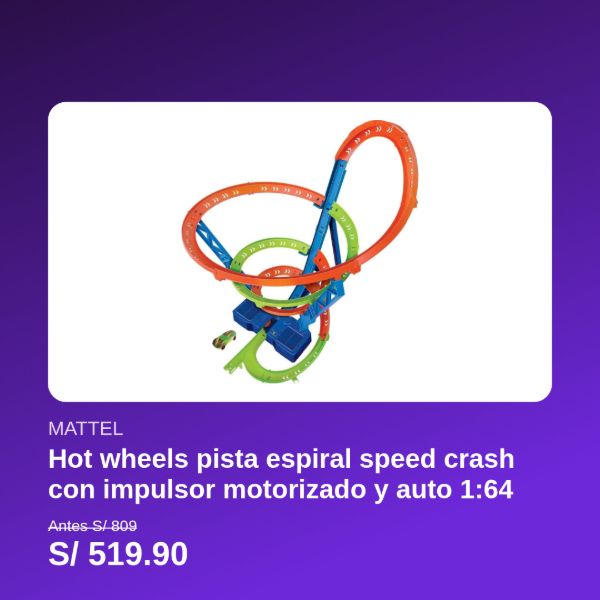 MATTEL
Hot wheels pista espiral speed crash
con impulsor motorizado y auto 1:64
Antes S/ 809
S/ 519.90